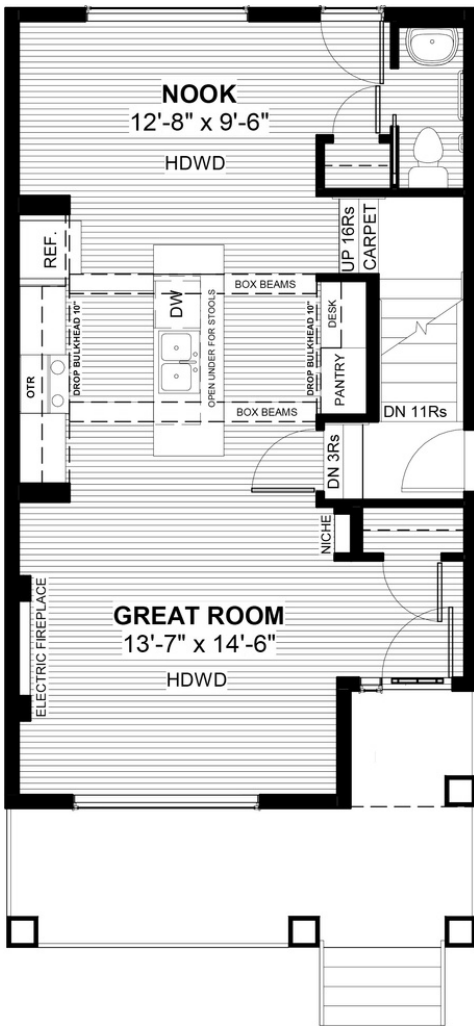 NOOK
12'-8" x 9'-6"
HDWD
UP 16Rs
CARPET
REF.
BOX BEAMS
DW
OPEN UNDER FOR STOOLS
DROP BULKHEAD 10"
DROP BULKHEAD 10"
DESK
PANTRY
OTR
BOX BEAMS
DN 11Rs
DN 3Rs
NICHE
ELECTRIC FIREPLACE
GREAT ROOM
13'-7" x 14'-6"
HDWD